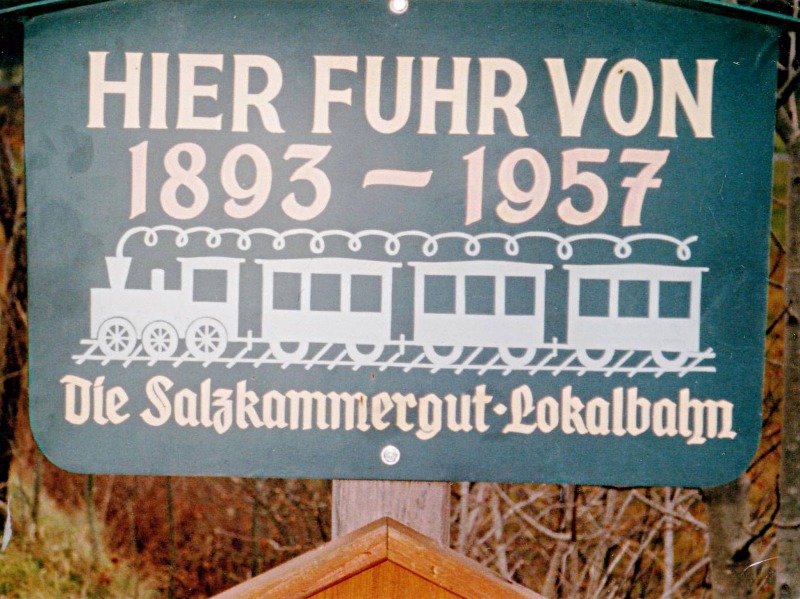 HIER FUHR VON
1893 – 1957
Die Salzkammergut-Lokalbahn